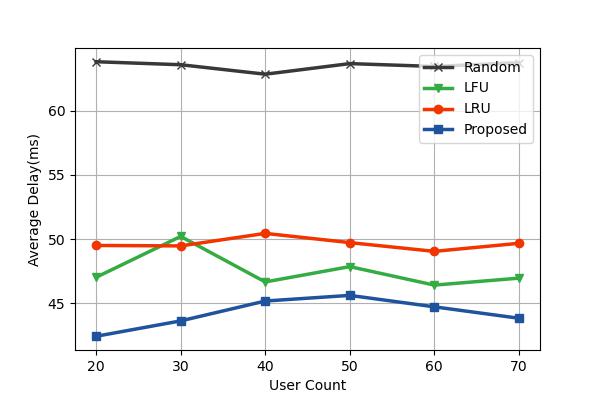 Random
LFU
LRU
Proposed
60
55
50
45
Average Delay(ms)
20 30 40 50 60 70
User Count